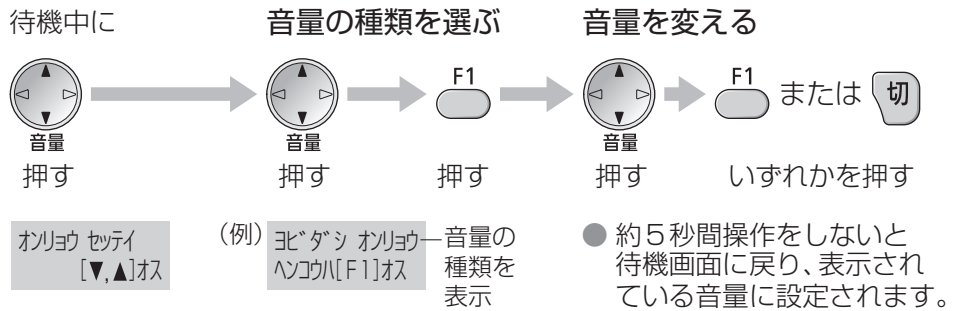 待機中に
音量の種類を選ぶ
音量を変える
音量
押す
音量
押す
F1
押す
音量
押す
F1
または
切
いずれかを押す
オンリョウ セッテイ
[▼,▲]オス
(例)
ヨビダシ オンリョウ
ヘンコウハ[F1]オス
音量の
種類を
表示
● 約5秒間操作をしないと
待機画面に戻り、表示され
ている音量に設定されます。